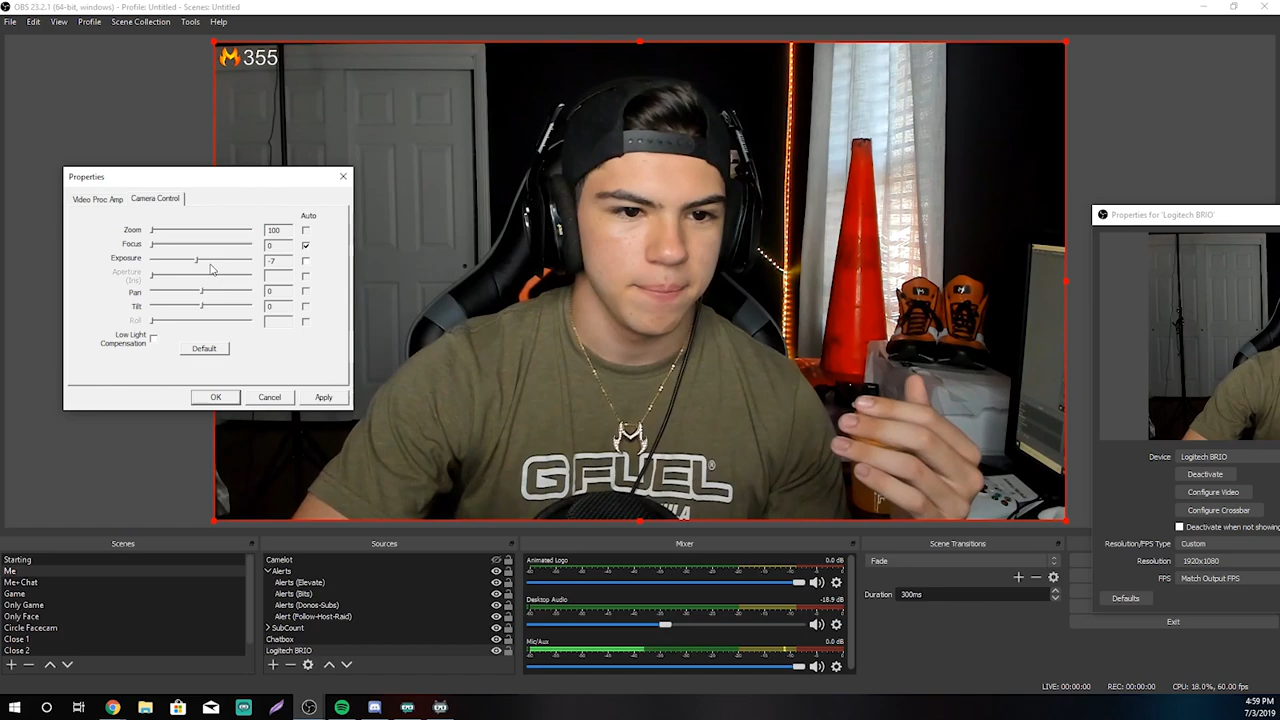 OBS 23.2.1 (64-bit, windows) - Profile: Untitled - Scenes: Untitled
File Edit View Profile Scene Collection Tools Help
355
Properties
Video Proc Amp Camera Control
Auto
Zoom 100
Focus 0
Exposure -7
Aperture (Iris)
Pan 0
Tilt 0
Roll
Low Light Compensation
Default
OK Cancel Apply
GFUEL®
Properties for 'Logitech BRIO'
Device Logitech BRIO
Deactivate
Configure Video
Configure Crossbar
Deactivate when not showing
Resolution/FPS Type Custom
Resolution 1920x1080
FPS Match Output FPS
Defaults
Exit
Scenes
Starting
Me
Me+Chat
Game
Only Game
Only Face
Circle Facecam
Close 1
Close 2
Sources
Camelot
Alerts
Alerts (Elevate)
Alerts (Bits)
Alerts (Donos-Subs)
Alert (Follow-Host-Raid)
SubCount
Chatbox
Logitech BRIO
Mixer
Animated Logo 0.0 dB
Desktop Audio -18.9 dB
Mic/Aux 0.0 dB
Scene Transitions
Fade
Duration 300ms
LIVE: 00:00:00 REC: 00:00:00 CPU: 18.0%, 60.00 fps
4:59 PM
7/3/2019